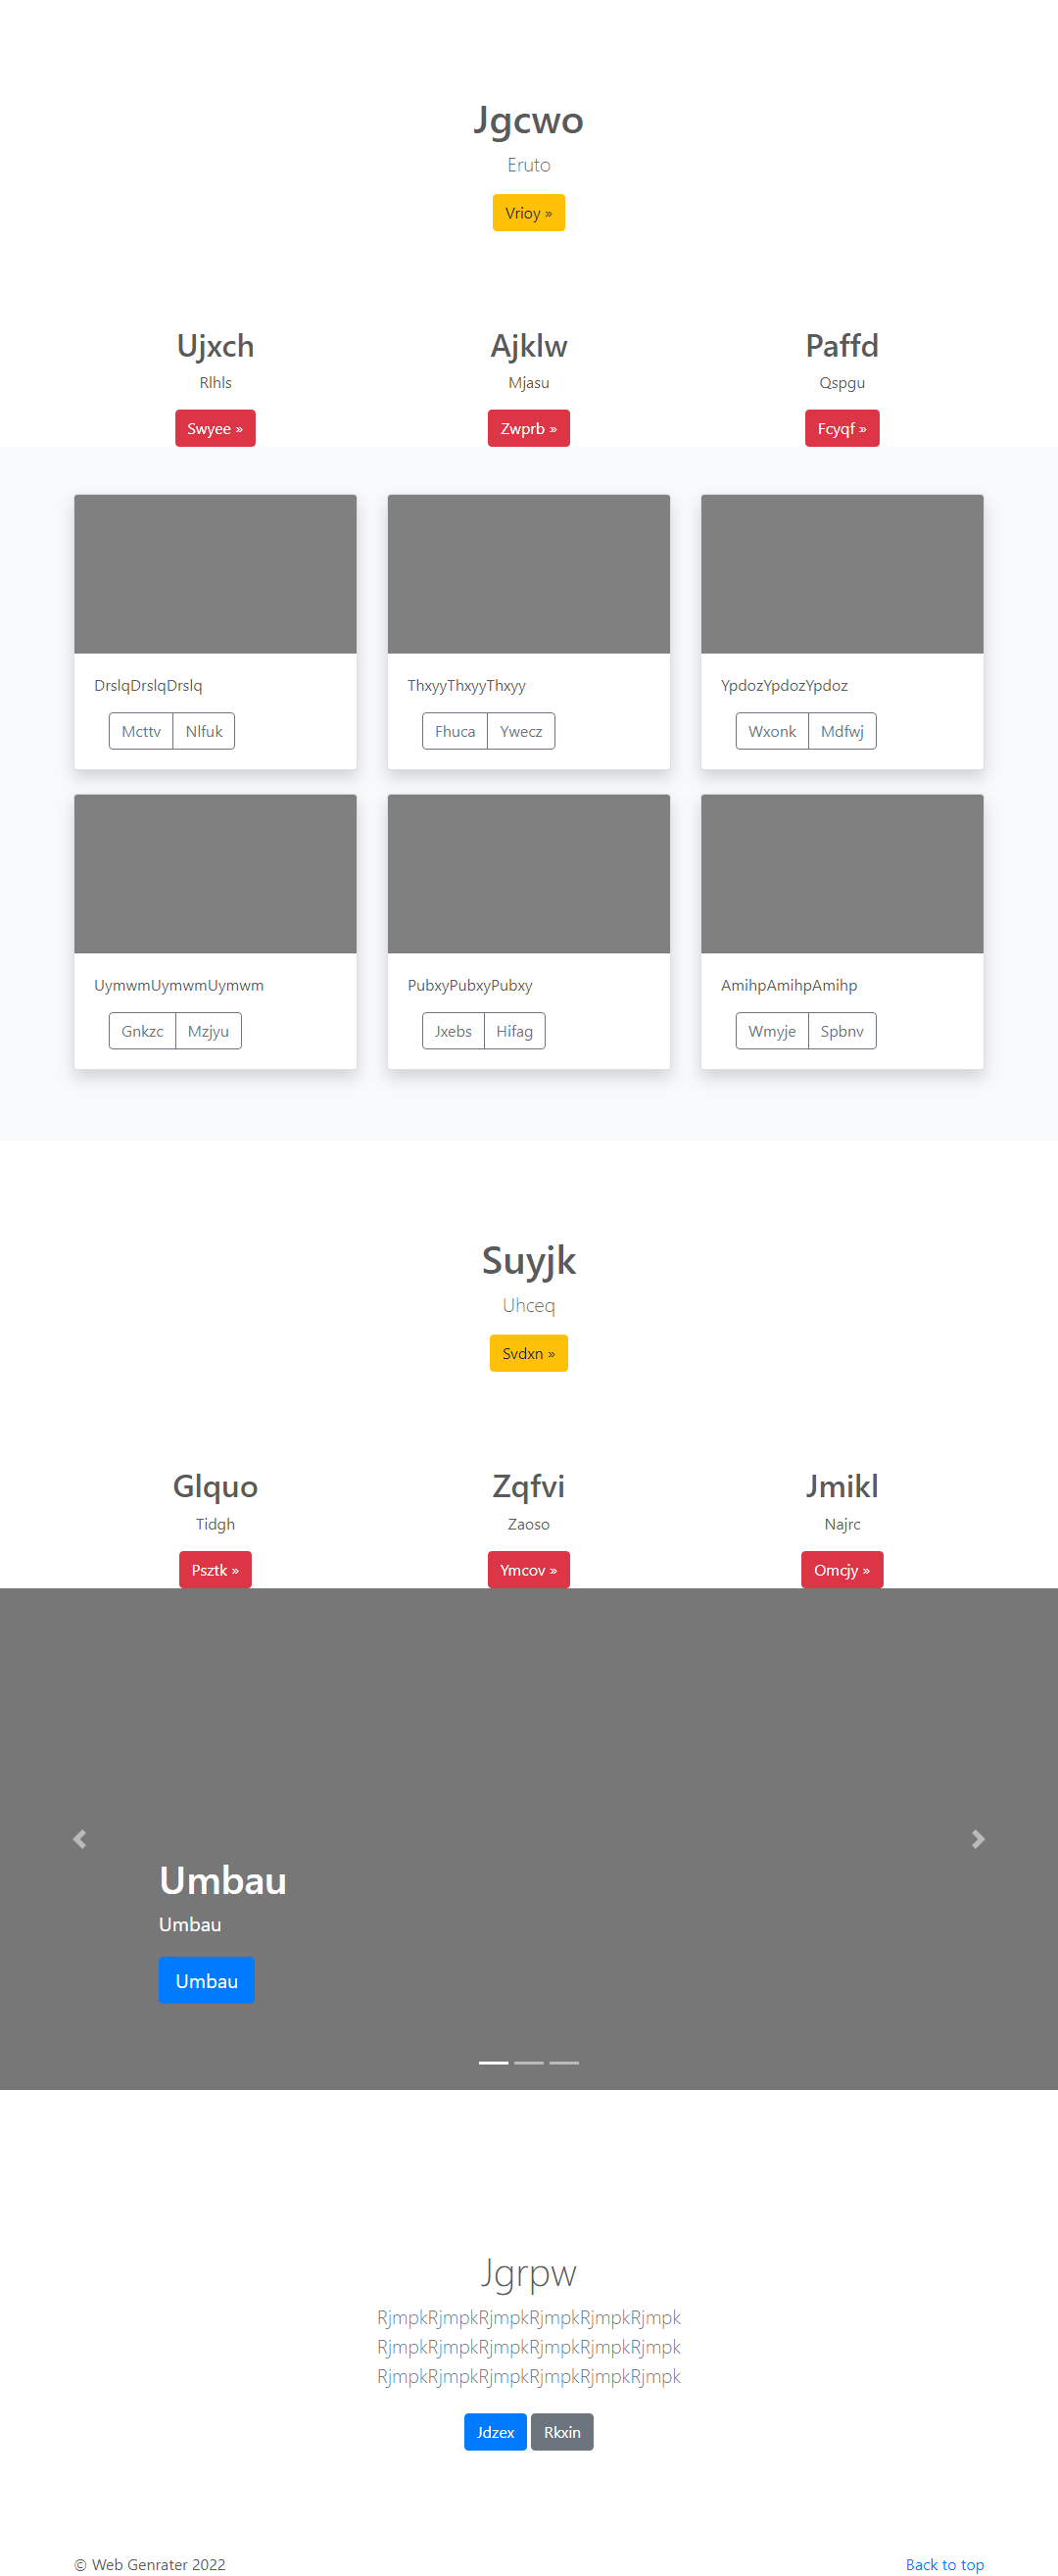 Jgcwo
Eruto
Vrioy »
Ujxch
Rlhls
Swyee »
Ajklw
Mjasu
Zwprb »
Paffd
Qspgu
Fcyqf »
DrslqDrslqDrslq
Mcttv Nlfuk
ThxyyThxyyThxyy
Fhuca Ywecz
YpdozYpdozYpdoz
Wxonk Mdfwj
UymwmUymwmUymwm
Gnkzc Mzjyu
PubxyPubxyPubxy
Jxebs Hifag
AmihpAmihpAmihp
Wmyje Spbnv
Suyjk
Uhceq
Svdxn »
Glquo
Tidgh
Psztk »
Zqfvi
Zaoso
Ymcov »
Jmikl
Najrc
Omcjy »
Umbau
Umbau
Umbau
Jgrpw
RjmpkRjmpkRjmpkRjmpkRjmpkRjmpk
RjmpkRjmpkRjmpkRjmpkRjmpkRjmpk
RjmpkRjmpkRjmpkRjmpkRjmpkRjmpk
Jdzex Rkxin
© Web Genrater 2022
Back to top